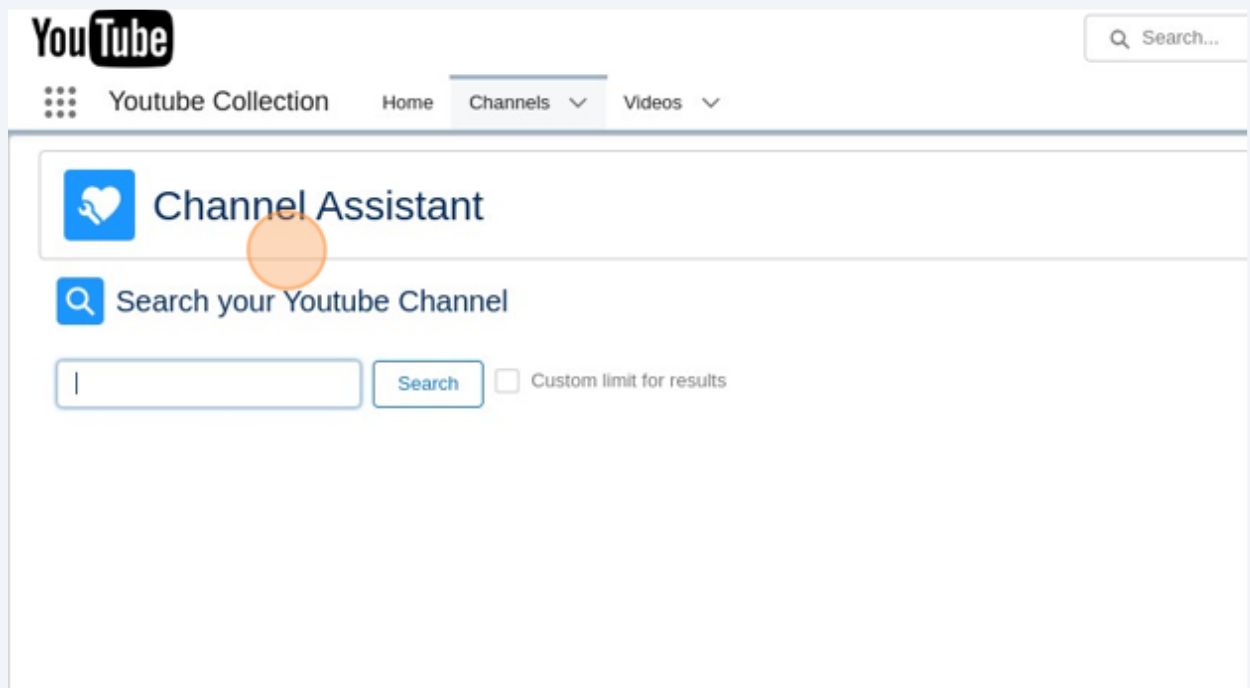 YouTube
Search...
Youtube Collection Home Channels Videos
Channel Assistant
Search your Youtube Channel
Search Custom limit for results